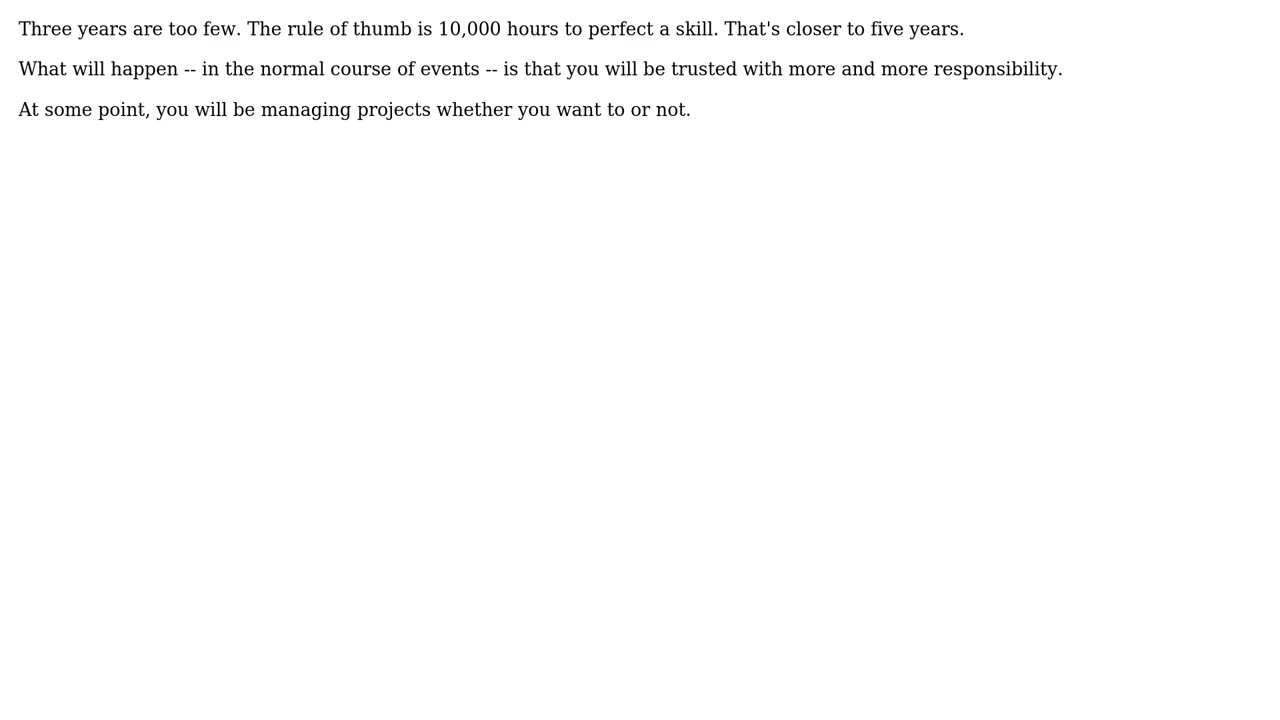 Three years are too few. The rule of thumb is 10,000 hours to perfect a skill. That's closer to five years.
What will happen -- in the normal course of events -- is that you will be trusted with more and more responsibility.
At some point, you will be managing projects whether you want to or not.